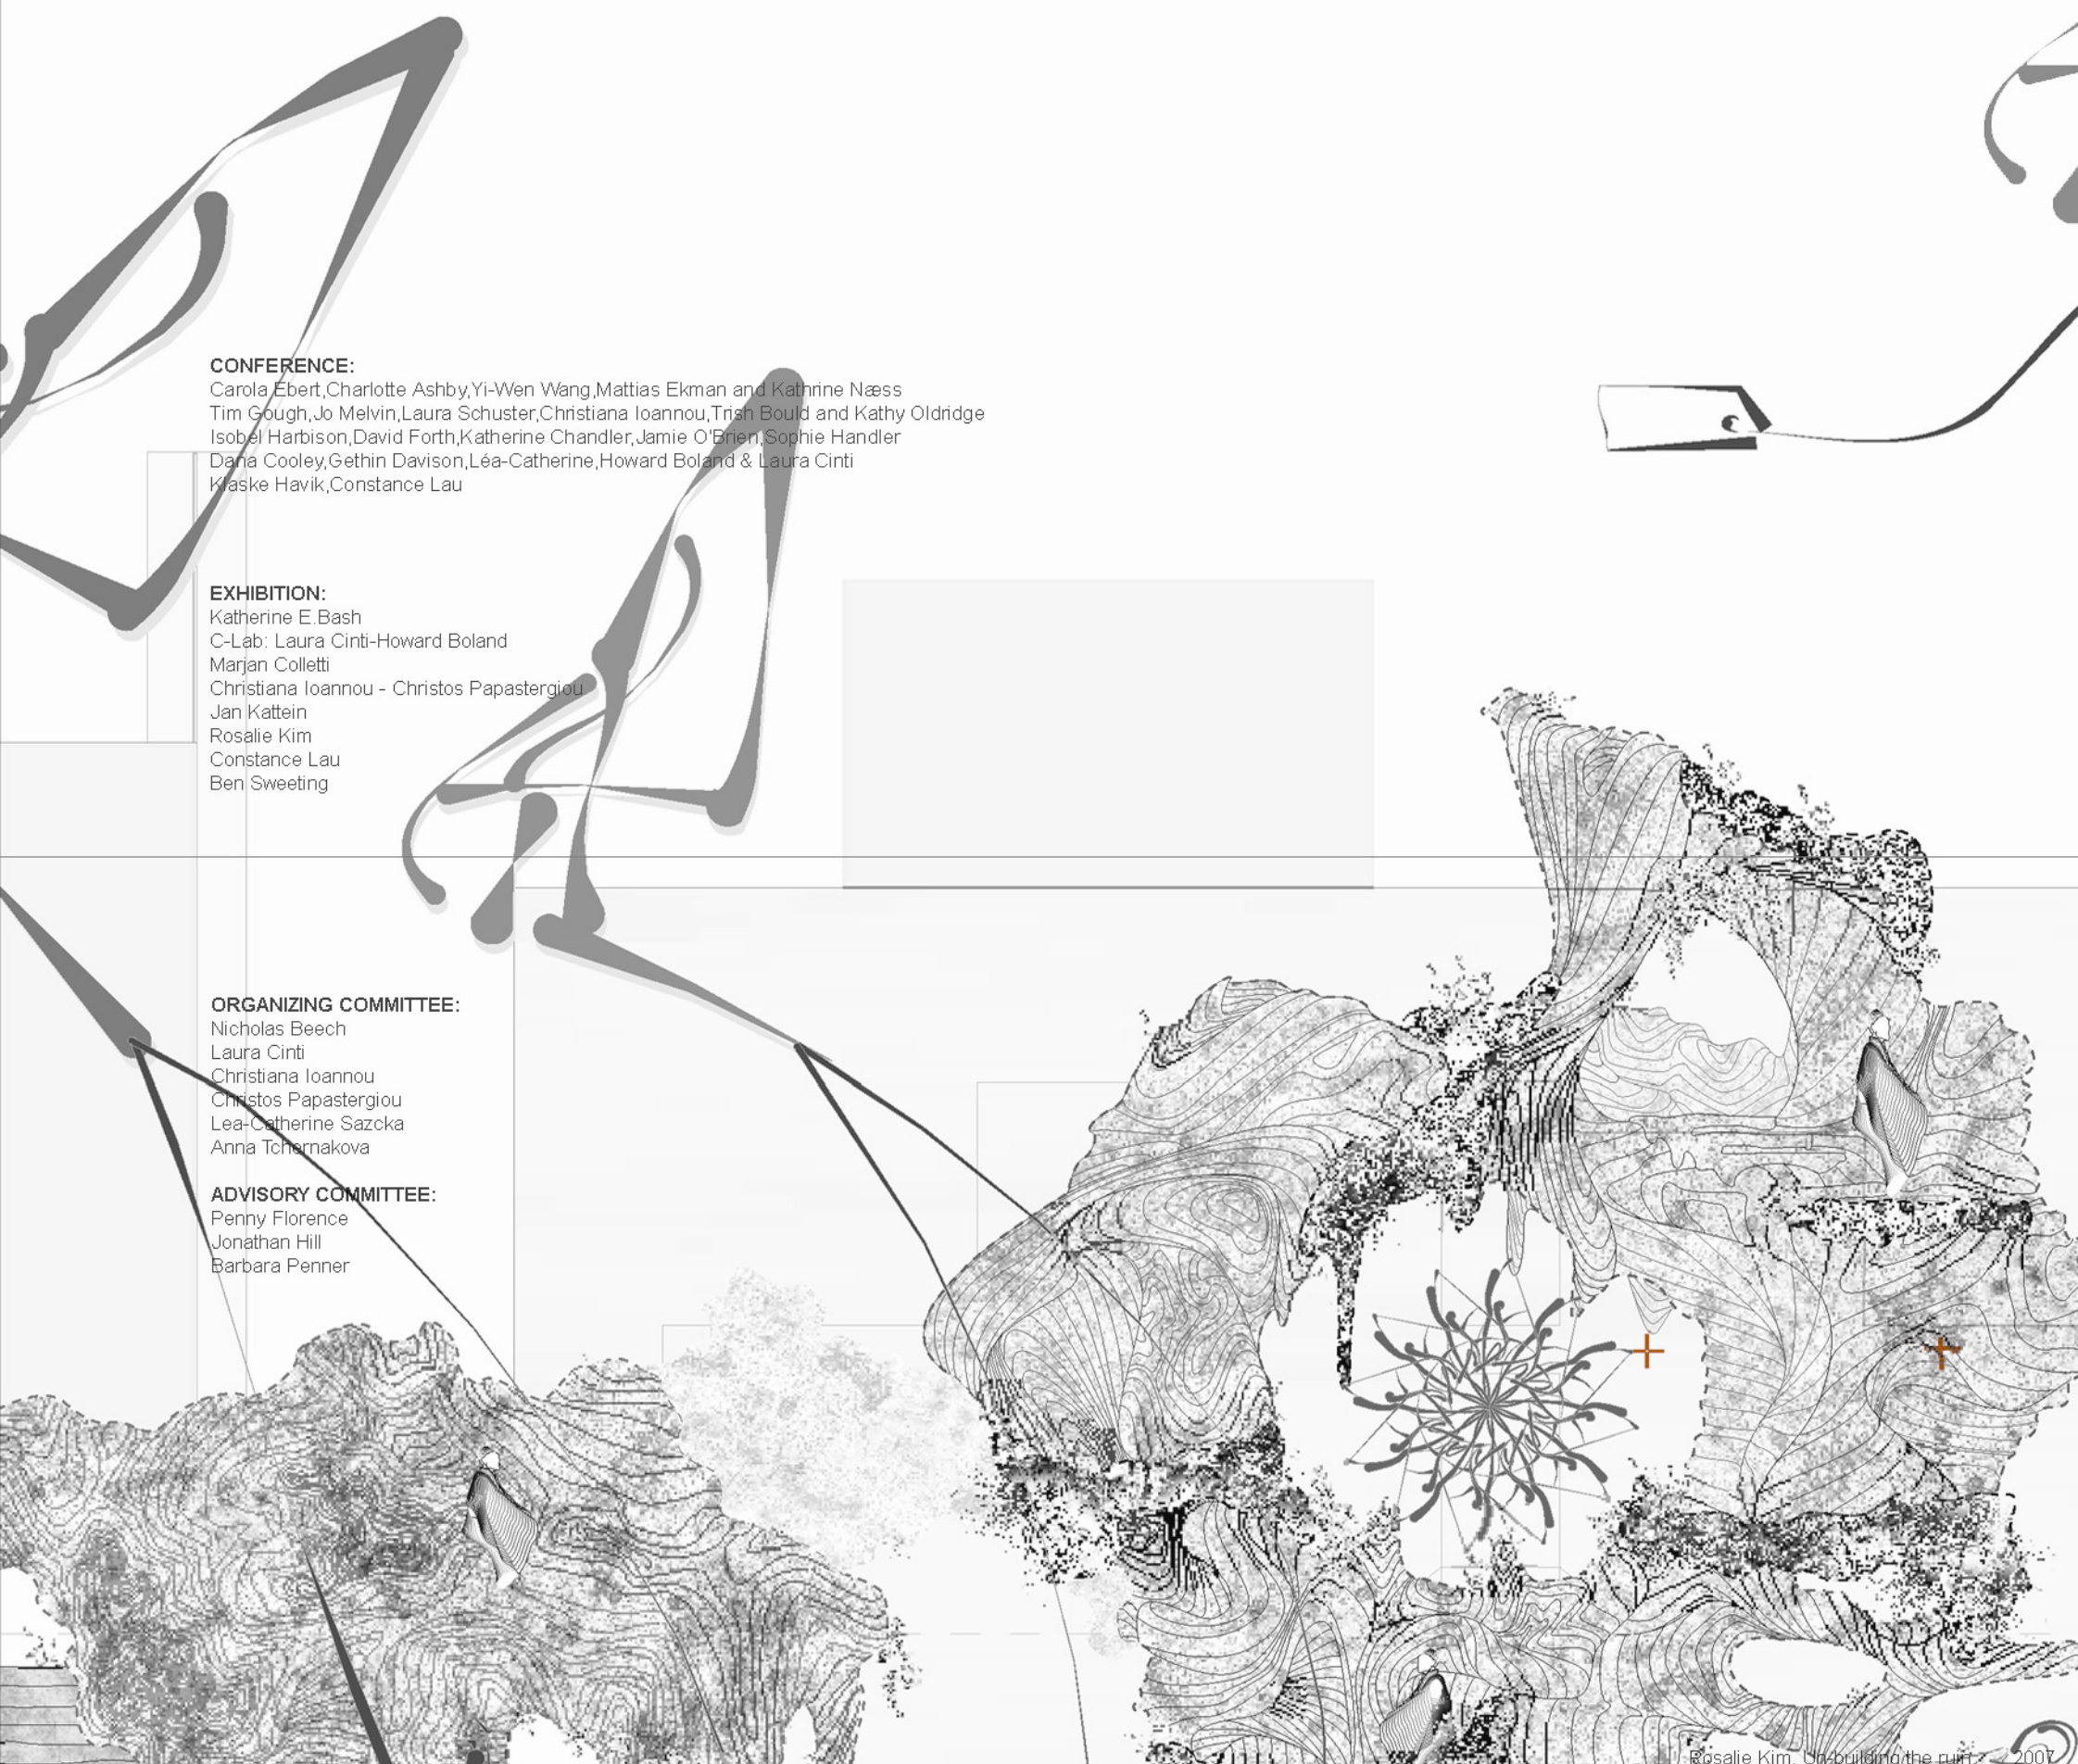 CONFERENCE:
Carola Ebert,Charlotte Ashby,Yi-Wen Wang,Mattias Ekman and Kathrine Næss
Tim Gough,Jo Melvin,Laura Schuster,Christiana Ioannou,Trish Bould and Kathy Oldridge
Isobel Harbison,David Forth,Katherine Chandler,Jamie O'Brien,Sophie Handler
Dana Cooley,Gethin Davison,Léa-Catherine,Howard Boland & Laura Cinti
Klaske Havik,Constance Lau
EXHIBITION:
Katherine E.Bash
C-Lab: Laura Cinti-Howard Boland
Marjan Colletti
Christiana Ioannou - Christos Papastergiou
Jan Kattein
Rosalie Kim
Constance Lau
Ben Sweeting
ORGANIZING COMMITTEE:
Nicholas Beech
Laura Cinti
Christiana Ioannou
Christos Papastergiou
Lea-Catherine Sazcka
Anna Tchernakova
ADVISORY COMMITTEE:
Penny Florence
Jonathan Hill
Barbara Penner
Rosalie Kim, Un-building the ruin, 2007